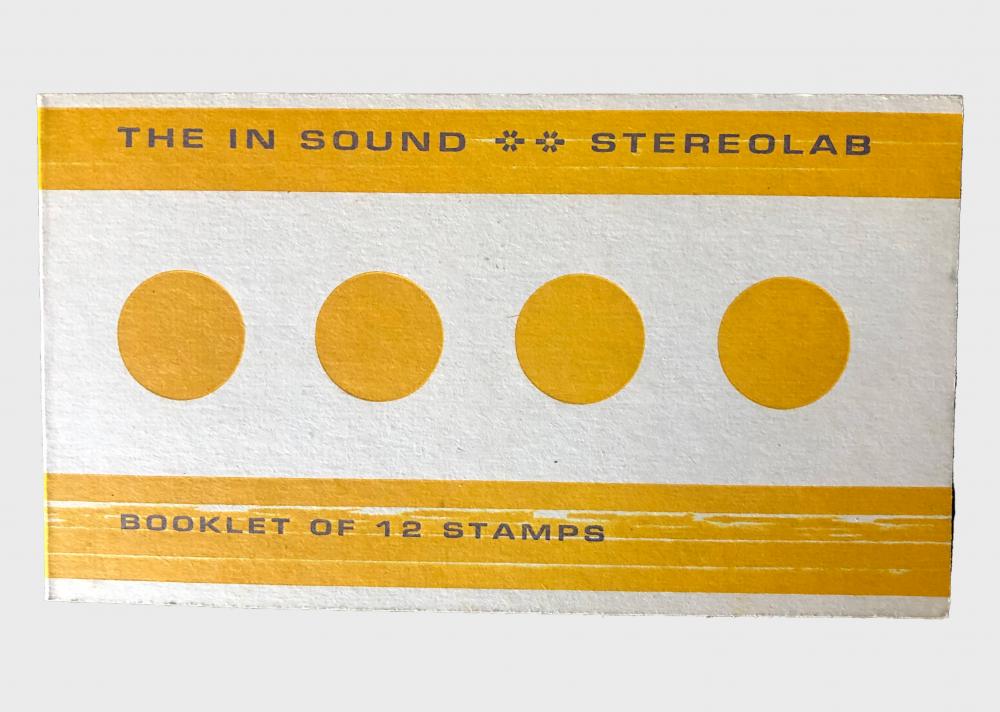 THE IN SOUND ✲✲ STEREOLAB
BOOKLET OF 12 STAMPS